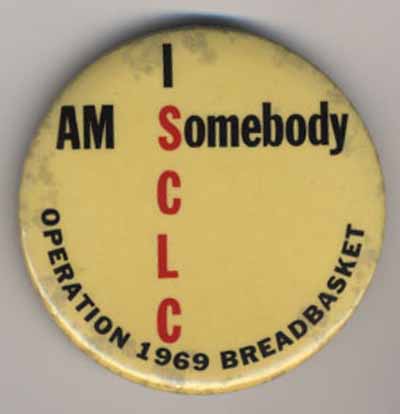 I
AM Somebody
C
L
C
OPERATION 1969 BREADBASKET